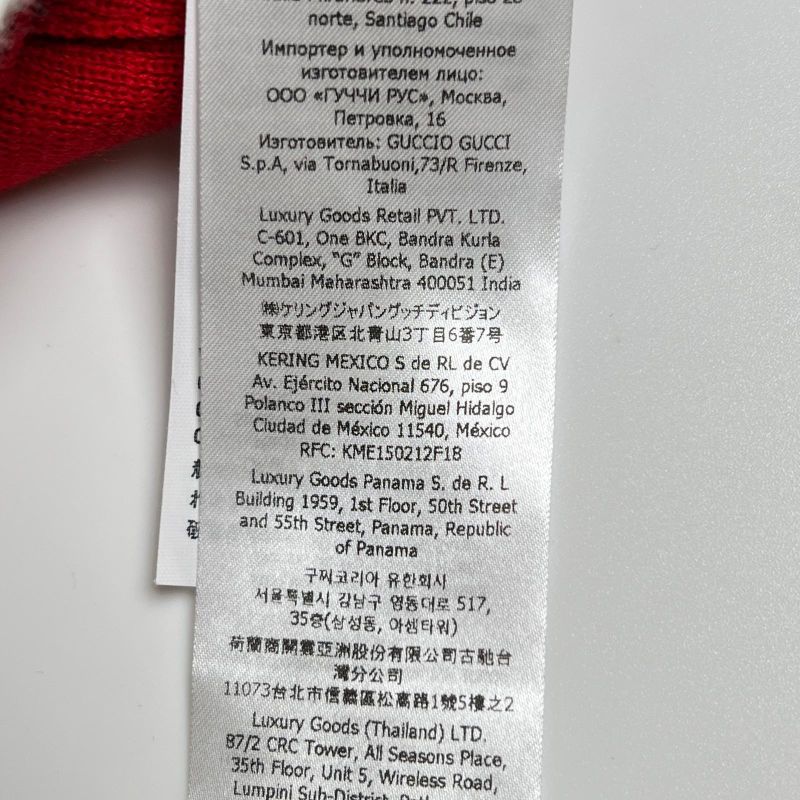 norte, Santiago Chile
Импортер и уполномоченное
изготовителем лицо:
ООО «ГУЧЧИ РУС», Москва,
Петровка, 16
Изготовитель: GUCCIO GUCCI
S.p.A, via Tornabuoni,73/R Firenze,
Italia
Luxury Goods Retail PVT. LTD.
C-601, One BKC, Bandra Kurla
Complex, "G" Block, Bandra (E)
Mumbai Maharashtra 400051 India
㈱ケリングジャパングッチディビジョン
東京都港区北青山3丁目6番7号
KERING MEXICO S de RL de CV
Av. Ejército Nacional 676, piso 9
Polanco III sección Miguel Hidalgo
Ciudad de México 11540, México
RFC: KME150212F18
Luxury Goods Panama S. de R. L
Building 1959, 1st Floor, 50th Street
and 55th Street, Panama, Republic
of Panama
구찌코리아 유한회사
서울특별시 강남구 영동대로 517,
35층(삼성동, 아셈타워)
荷蘭商關雲亞洲股份有限公司古馳台
灣分公司
11073台北市信義區松高路1號5樓之2
Luxury Goods (Thailand) LTD.
87/2 CRC Tower, All Seasons Place,
35th Floor, Unit 5, Wireless Road,
Lumpini Sub-District,